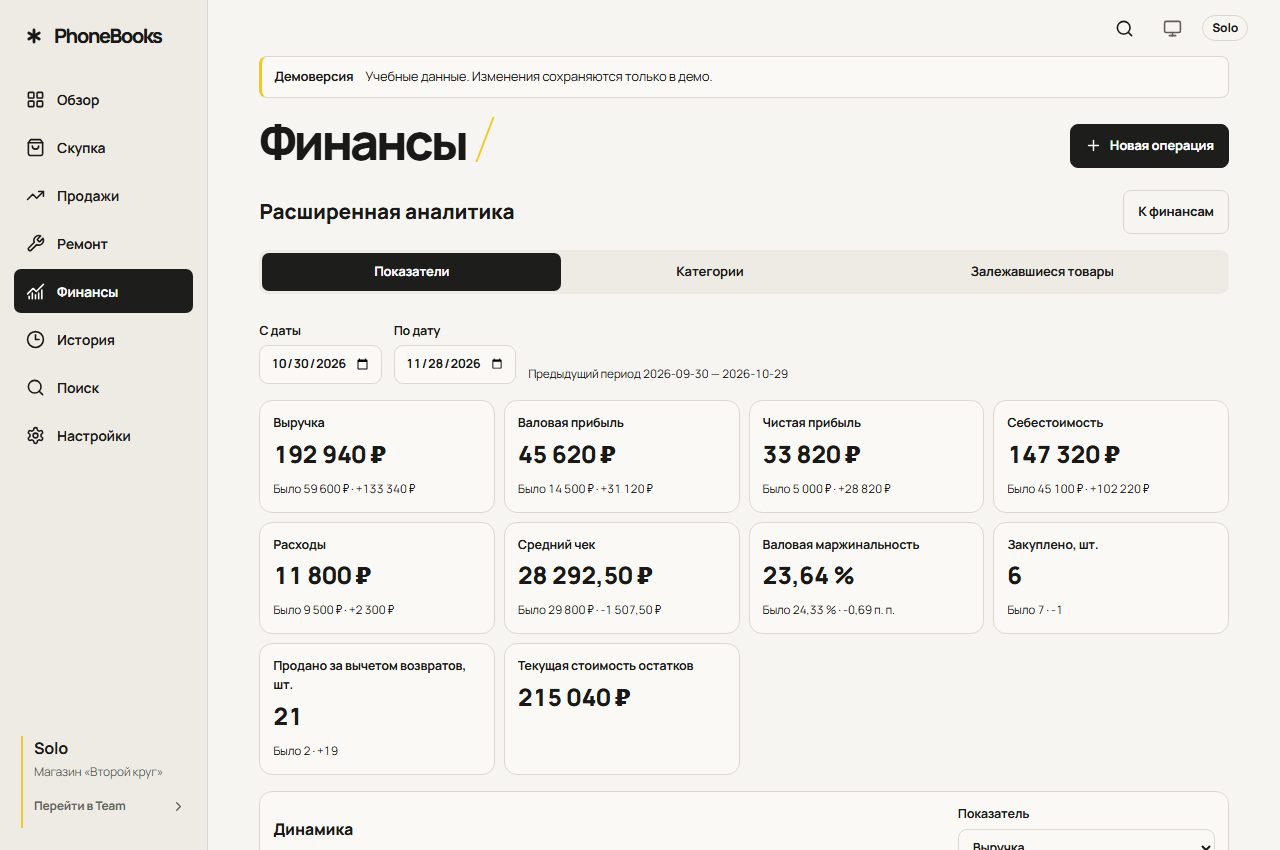 PhoneBooks
Solo
Обзор
Скупка
Продажи
Ремонт
Финансы
История
Поиск
Настройки
Solo
Магазин «Второй круг»
Перейти в Team
Демоверсия Учебные данные. Изменения сохраняются только в демо.
Финансы
Новая операция
Расширенная аналитика
К финансам
Показатели
Категории
Залежавшиеся товары
С даты
По дату
10/30/2026
11/28/2026
Предыдущий период 2026-09-30 — 2026-10-29
Выручка
192 940 ₽
Было 59 600 ₽ · +133 340 ₽
Валовая прибыль
45 620 ₽
Было 14 500 ₽ · +31 120 ₽
Чистая прибыль
33 820 ₽
Было 5 000 ₽ · +28 820 ₽
Себестоимость
147 320 ₽
Было 45 100 ₽ · +102 220 ₽
Расходы
11 800 ₽
Было 9 500 ₽ · +2 300 ₽
Средний чек
28 292,50 ₽
Было 29 800 ₽ · -1 507,50 ₽
Валовая маржинальность
23,64 %
Было 24,33 % · -0,69 п. п.
Закуплено, шт.
6
Было 7 · -1
Продано за вычетом возвратов,
шт.
21
Было 2 · +19
Текущая стоимость остатков
215 040 ₽
Динамика
Показатель
Выручка